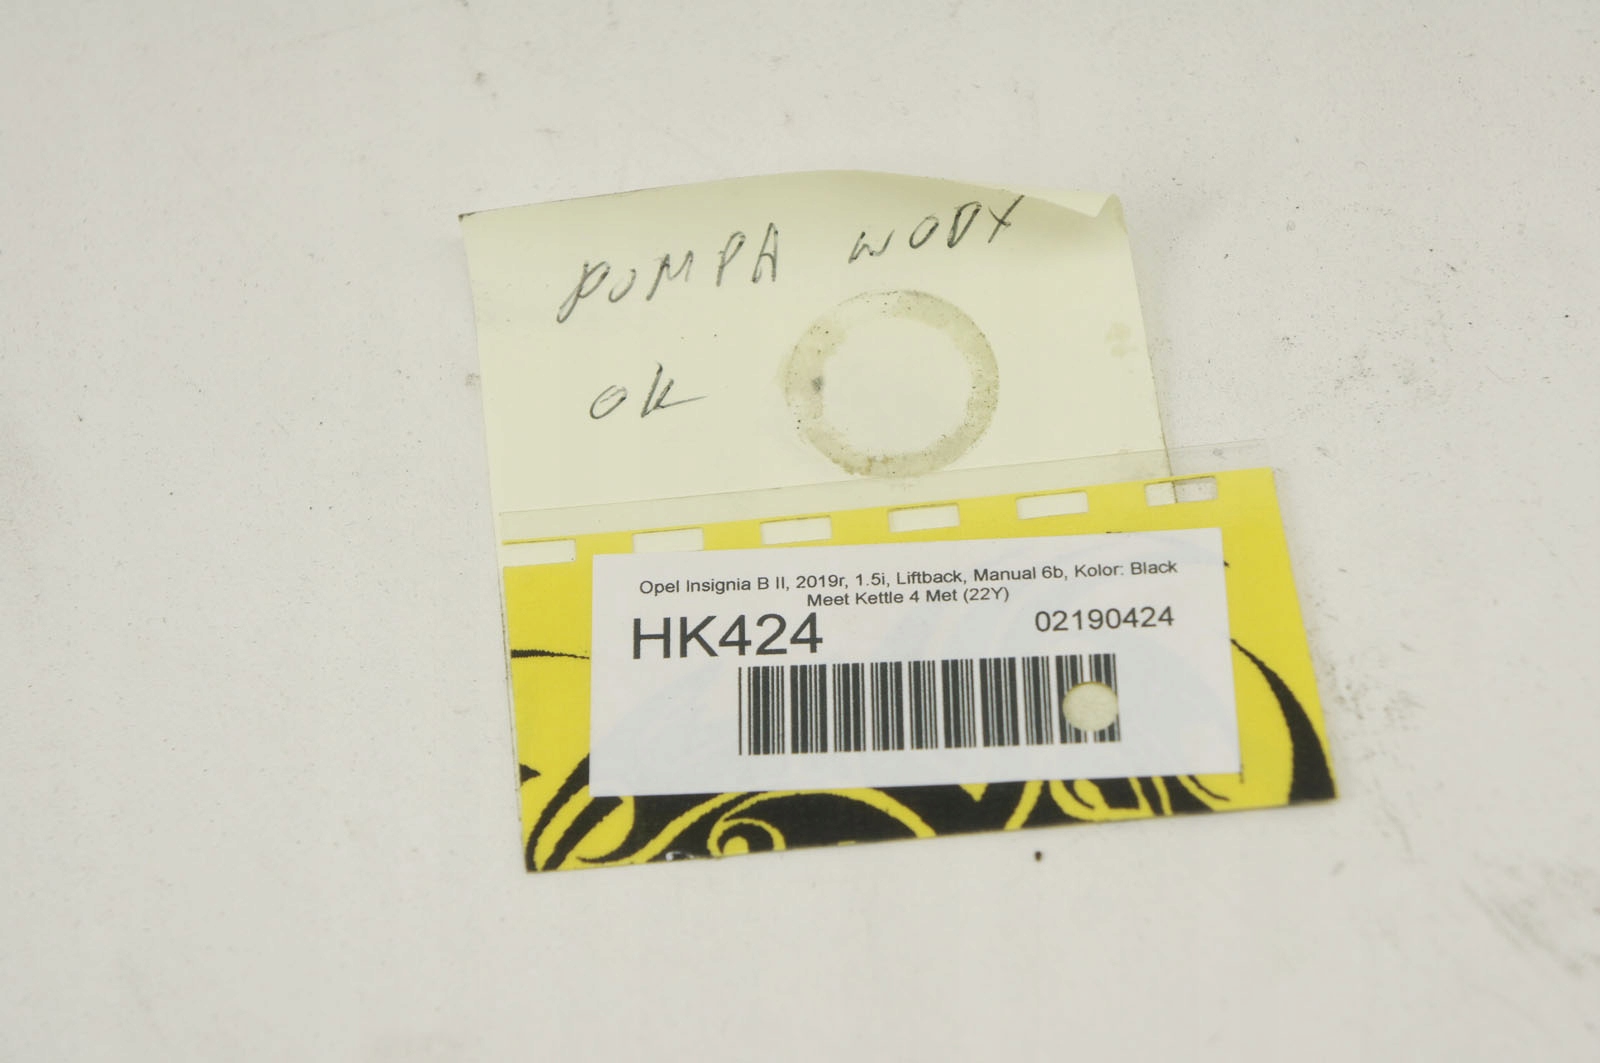 POMPA WODY
OK
Opel Insignia B II, 2019r, 1.5i, Liftback, Manual 6b, Kolor: Black
Meet Kettle 4 Met (22Y)
HK424
02190424